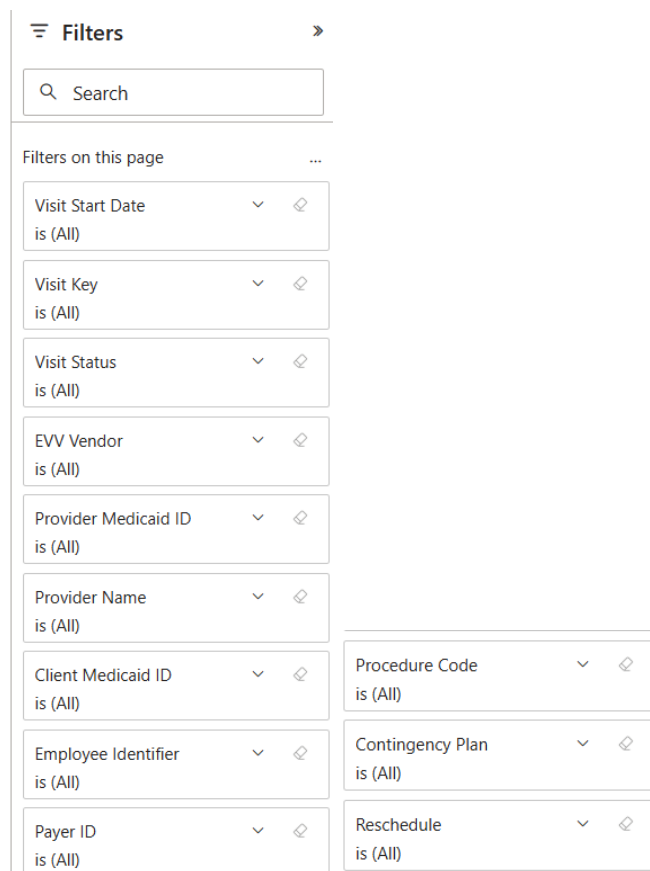 Filters
Search
Filters on this page
...
Visit Start Date
is (All)
Visit Key
is (All)
Visit Status
is (All)
EVV Vendor
is (All)
Provider Medicaid ID
is (All)
Provider Name
is (All)
Client Medicaid ID
is (All)
Employee Identifier
is (All)
Payer ID
is (All)
Procedure Code
is (All)
Contingency Plan
is (All)
Reschedule
is (All)